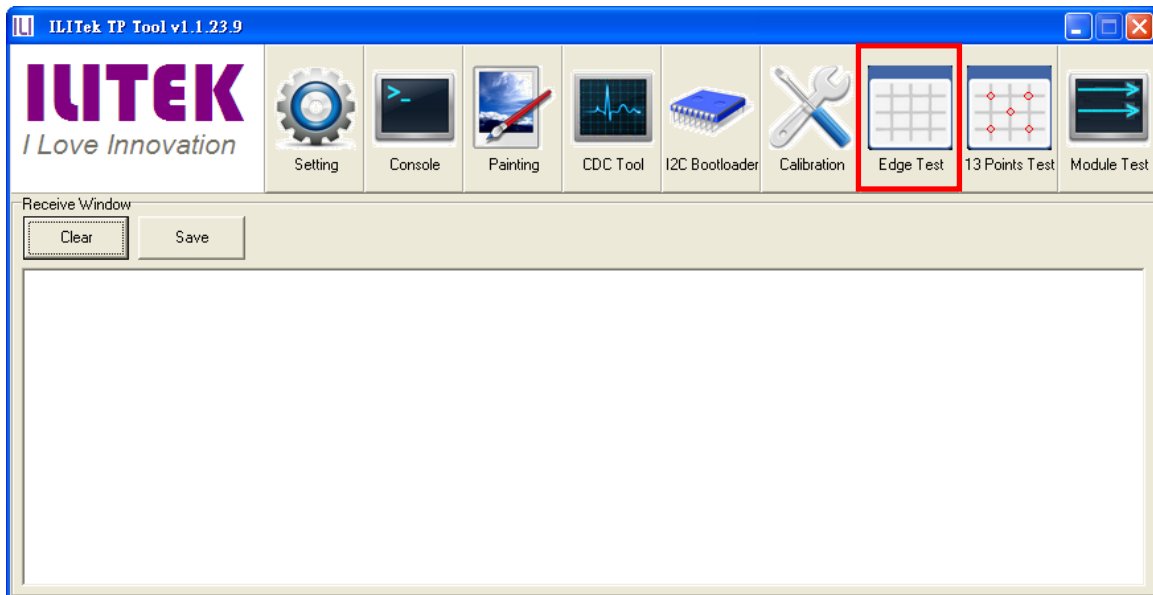 ILITek TP Tool v1.1.23.9
ILITEK
I Love Innovation
Setting
Console
Painting
CDC Tool
I2C Bootloader
Calibration
Edge Test
13 Points Test
Module Test
Receive Window
Clear
Save